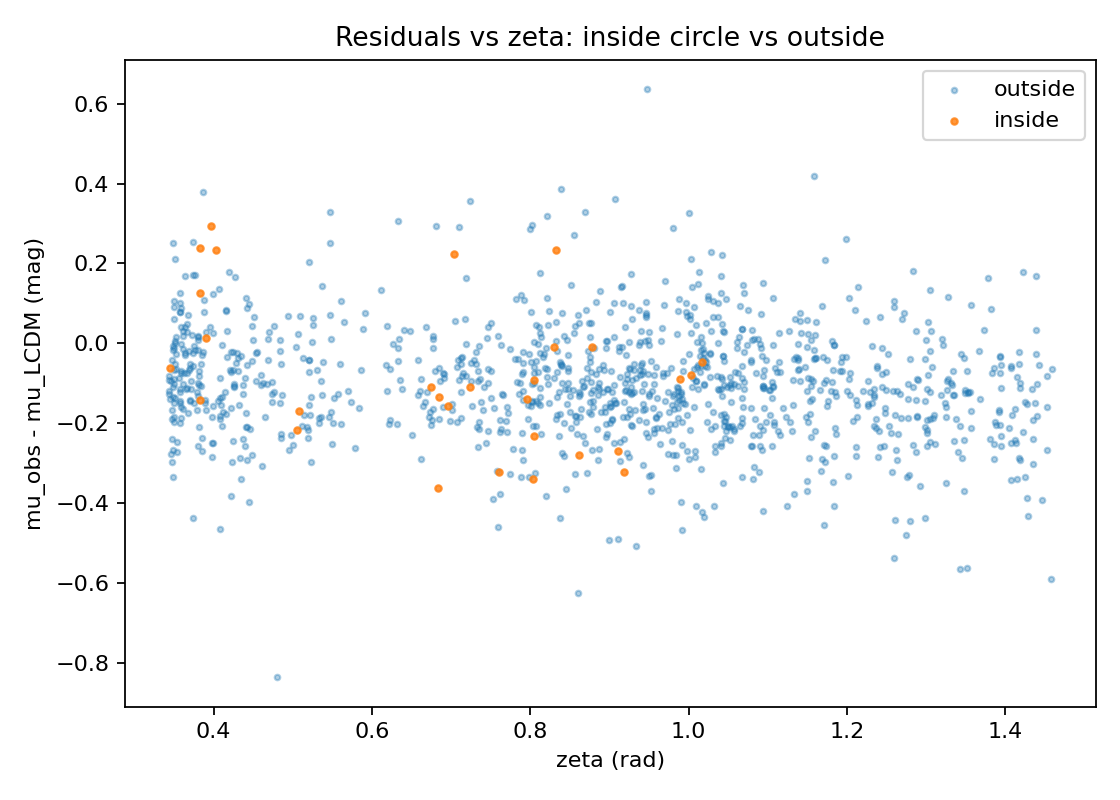 Residuals vs zeta: inside circle vs outside
outside
inside
mu_obs - mu_LCDM (mag)
0.6
0.4
0.2
0.0
−0.2
−0.4
−0.6
−0.8
0.4
0.6
0.8
1.0
1.2
1.4
zeta (rad)